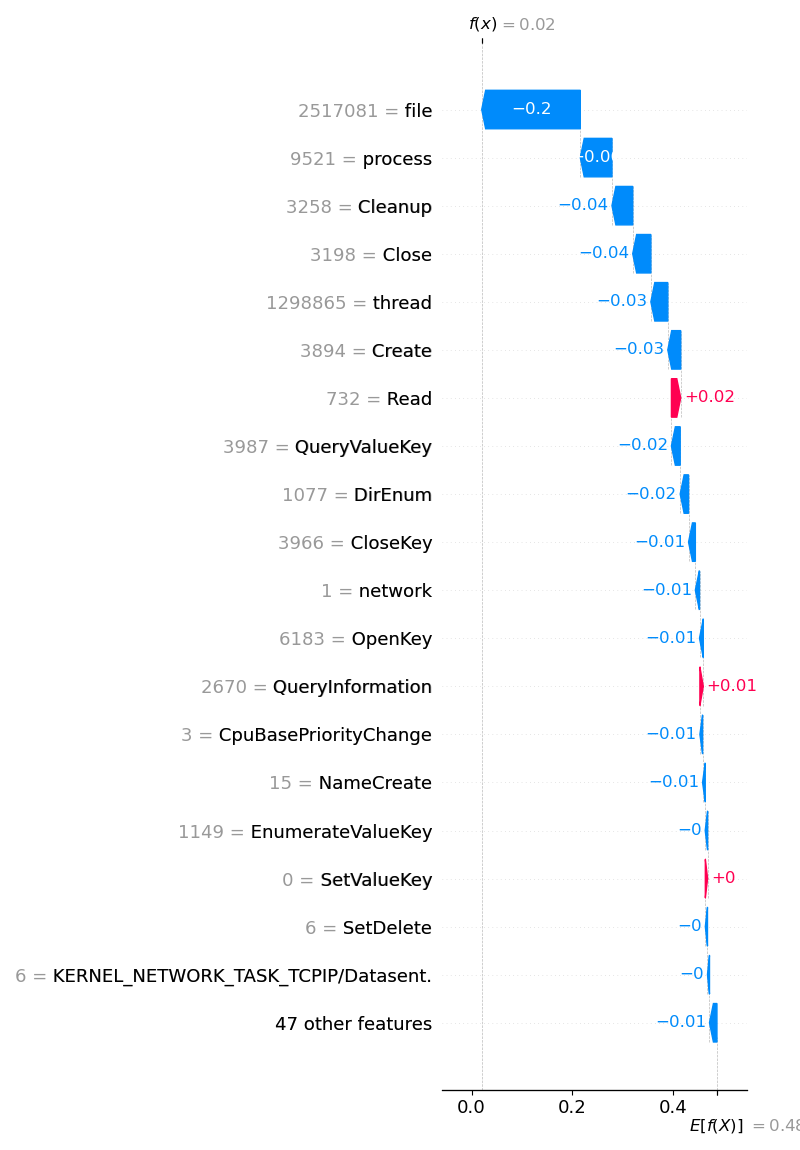 f(x) = 0.02
2517081 = file −0.2
9521 = process
3258 = Cleanup −0.04
3198 = Close −0.04
1298865 = thread −0.03
3894 = Create −0.03
732 = Read +0.02
3987 = QueryValueKey −0.02
1077 = DirEnum −0.02
3966 = CloseKey −0.01
1 = network −0.01
6183 = OpenKey −0.01
2670 = QueryInformation +0.01
3 = CpuBasePriorityChange −0.01
15 = NameCreate −0.01
1149 = EnumerateValueKey −0
0 = SetValueKey +0
6 = SetDelete −0
6 = KERNEL_NETWORK_TASK_TCPIP/Datasent. −0
47 other features −0.01
0.0 0.2 0.4
E[f(X)] = 0.48